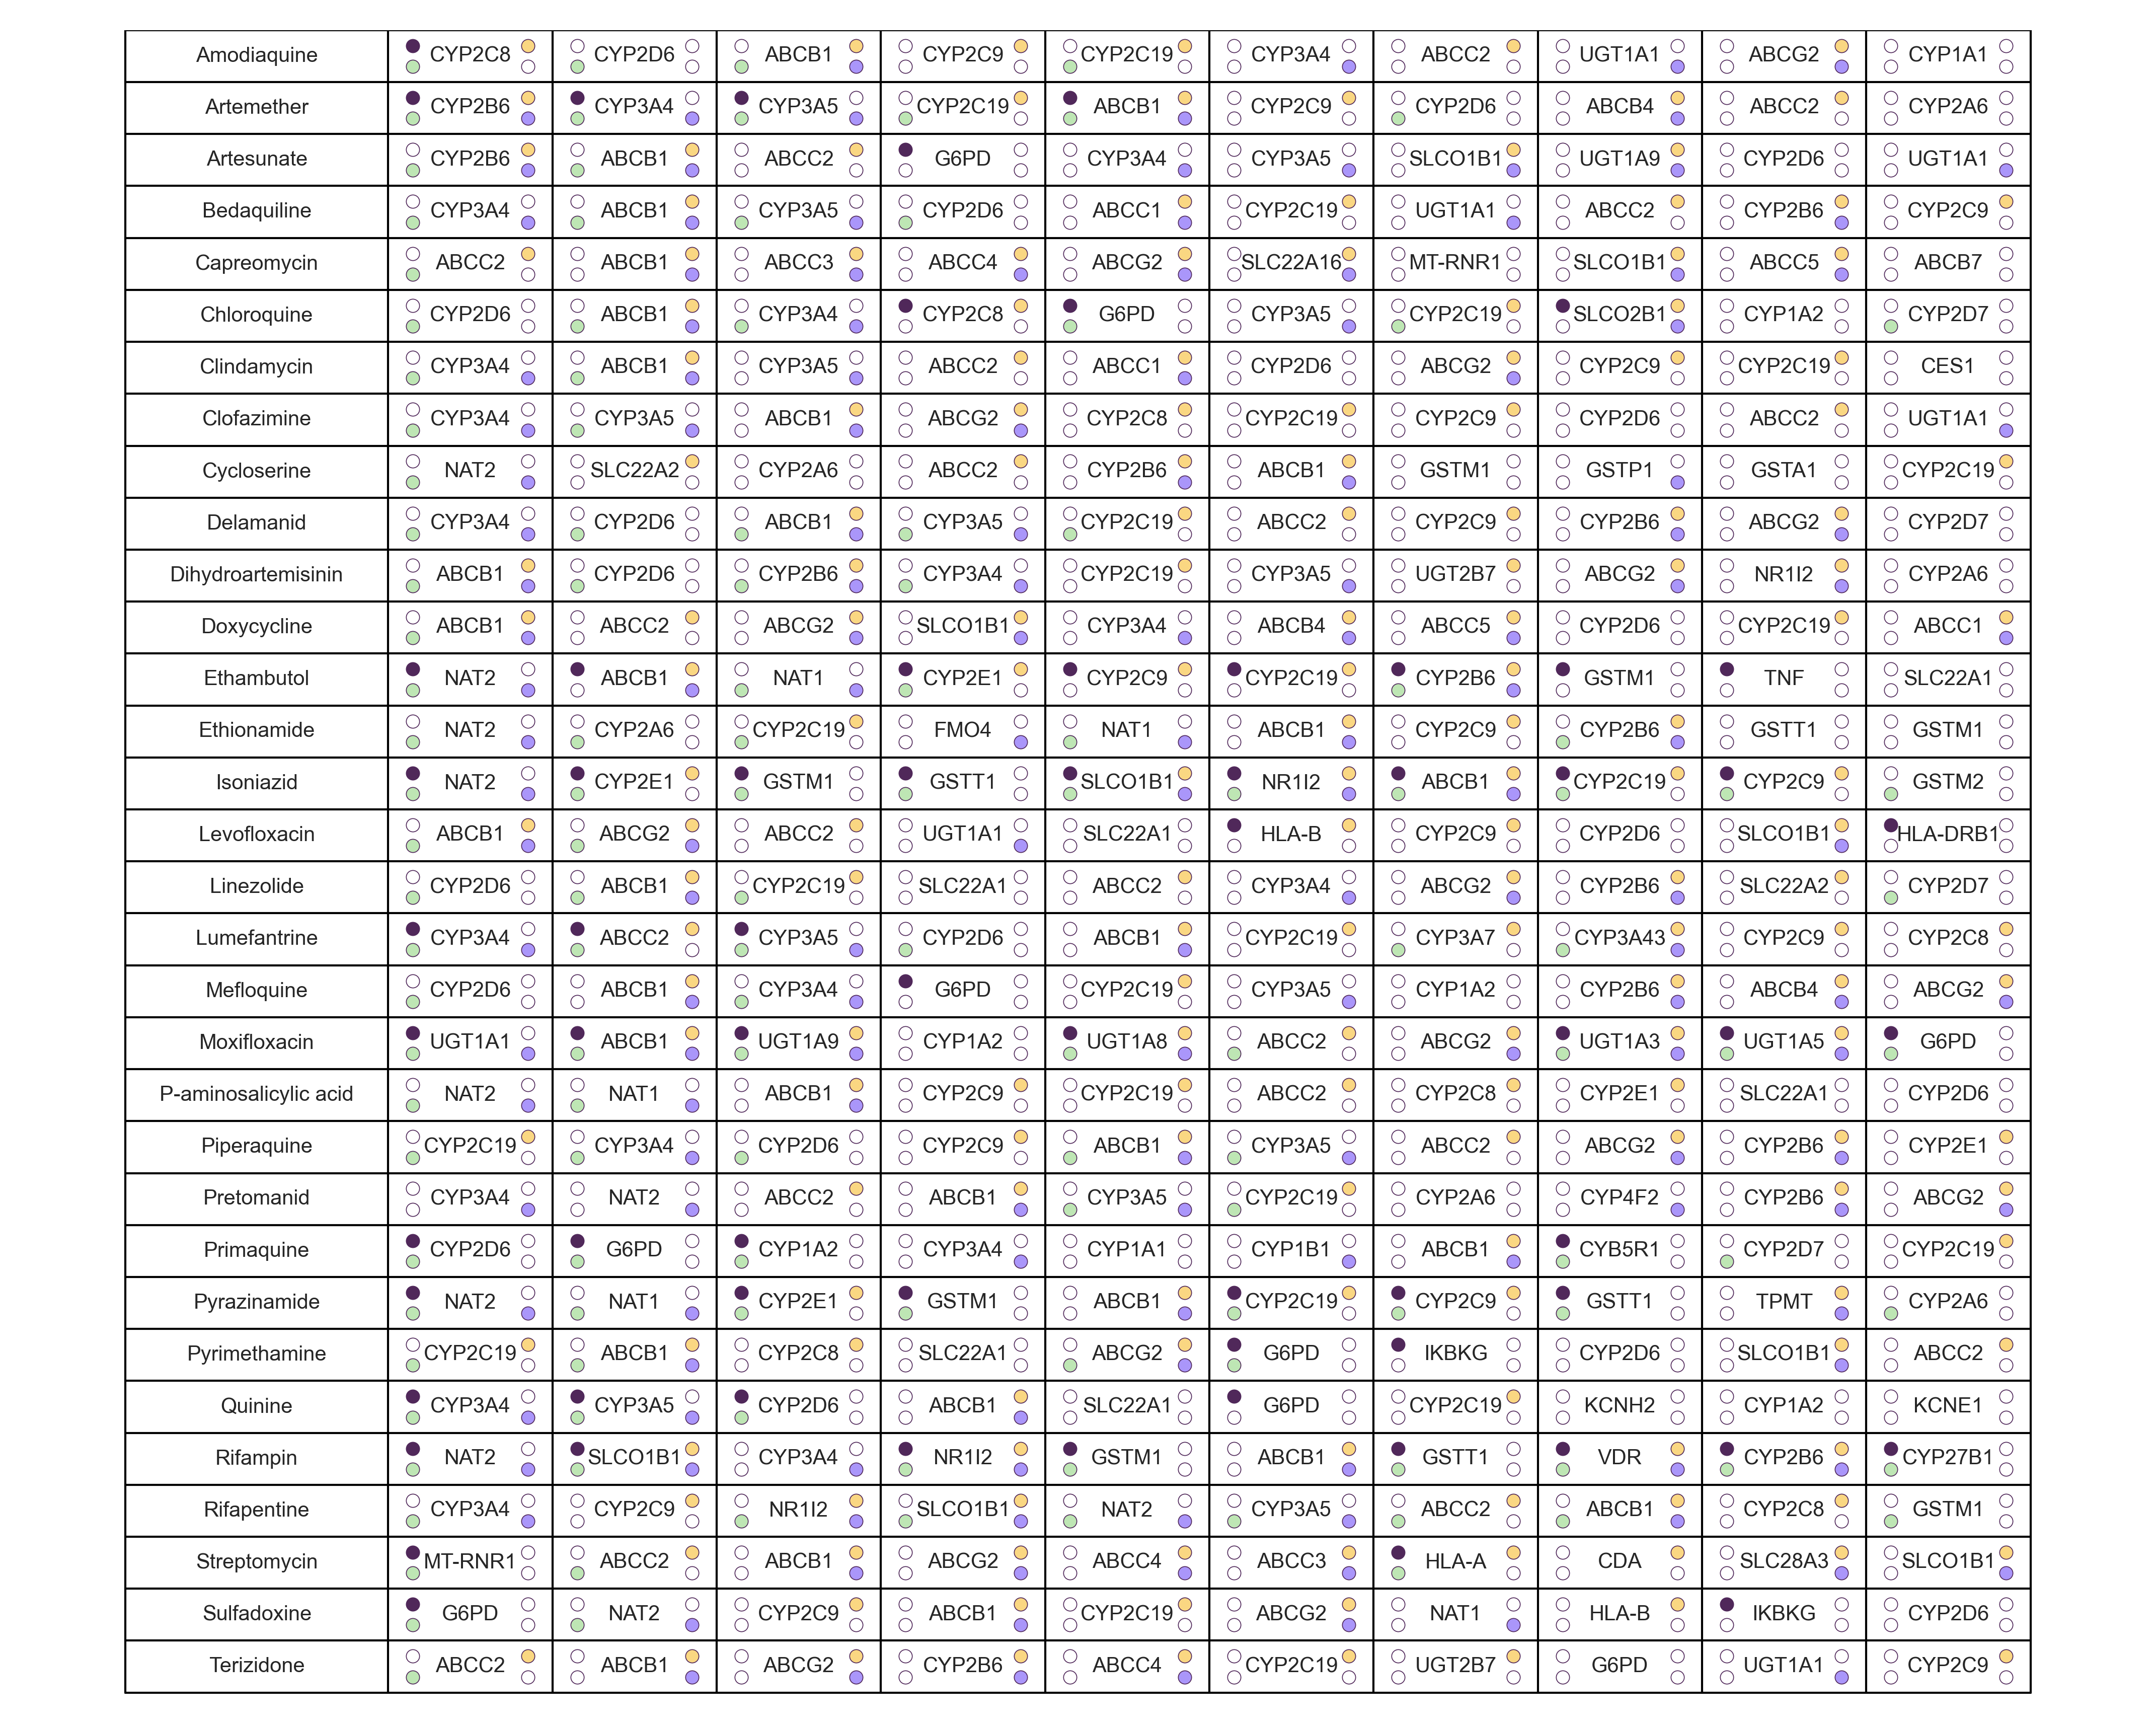 Amodiaquine CYP2C8 CYP2D6 ABCB1 CYP2C9 CYP2C19 CYP3A4 ABCC2 UGT1A1 ABCG2 CYP1A1
Artemether CYP2B6 CYP3A4 CYP3A5 CYP2C19 ABCB1 CYP2C9 CYP2D6 ABCB4 ABCC2 CYP2A6
Artesunate CYP2B6 ABCB1 ABCC2 G6PD CYP3A4 CYP3A5 SLCO1B1 UGT1A9 CYP2D6 UGT1A1
Bedaquiline CYP3A4 ABCB1 CYP3A5 CYP2D6 ABCC1 CYP2C19 UGT1A1 ABCC2 CYP2B6 CYP2C9
Capreomycin ABCC2 ABCB1 ABCC3 ABCC4 ABCG2 SLC22A16 MT-RNR1 SLCO1B1 ABCC5 ABCB7
Chloroquine CYP2D6 ABCB1 CYP3A4 CYP2C8 G6PD CYP3A5 CYP2C19 SLCO2B1 CYP1A2 CYP2D7
Clindamycin CYP3A4 ABCB1 CYP3A5 ABCC2 ABCC1 CYP2D6 ABCG2 CYP2C9 CYP2C19 CES1
Clofazimine CYP3A4 CYP3A5 ABCB1 ABCG2 CYP2C8 CYP2C19 CYP2C9 CYP2D6 ABCC2 UGT1A1
Cycloserine NAT2 SLC22A2 CYP2A6 ABCC2 CYP2B6 ABCB1 GSTM1 GSTP1 GSTA1 CYP2C19
Delamanid CYP3A4 CYP2D6 ABCB1 CYP3A5 CYP2C19 ABCC2 CYP2C9 CYP2B6 ABCG2 CYP2D7
Dihydroartemisinin ABCB1 CYP2D6 CYP2B6 CYP3A4 CYP2C19 CYP3A5 UGT2B7 ABCG2 NR1I2 CYP2A6
Doxycycline ABCB1 ABCC2 ABCG2 SLCO1B1 CYP3A4 ABCB4 ABCC5 CYP2D6 CYP2C19 ABCC1
Ethambutol NAT2 ABCB1 NAT1 CYP2E1 CYP2C9 CYP2C19 CYP2B6 GSTM1 TNF SLC22A1
Ethionamide NAT2 CYP2A6 CYP2C19 FMO4 NAT1 ABCB1 CYP2C9 CYP2B6 GSTT1 GSTM1
Isoniazid NAT2 CYP2E1 GSTM1 GSTT1 SLCO1B1 NR1I2 ABCB1 CYP2C19 CYP2C9 GSTM2
Levofloxacin ABCB1 ABCG2 ABCC2 UGT1A1 SLC22A1 HLA-B CYP2C9 CYP2D6 SLCO1B1 HLA-DRB1
Linezolide CYP2D6 ABCB1 CYP2C19 SLC22A1 ABCC2 CYP3A4 ABCG2 CYP2B6 SLC22A2 CYP2D7
Lumefantrine CYP3A4 ABCC2 CYP3A5 CYP2D6 ABCB1 CYP2C19 CYP3A7 CYP3A43 CYP2C9 CYP2C8
Mefloquine CYP2D6 ABCB1 CYP3A4 G6PD CYP2C19 CYP3A5 CYP1A2 CYP2B6 ABCB4 ABCG2
Moxifloxacin UGT1A1 ABCB1 UGT1A9 CYP1A2 UGT1A8 ABCC2 ABCG2 UGT1A3 UGT1A5 G6PD
P-aminosalicylic acid NAT2 NAT1 ABCB1 CYP2C9 CYP2C19 ABCC2 CYP2C8 CYP2E1 SLC22A1 CYP2D6
Piperaquine CYP2C19 CYP3A4 CYP2D6 CYP2C9 ABCB1 CYP3A5 ABCC2 ABCG2 CYP2B6 CYP2E1
Pretomanid CYP3A4 NAT2 ABCC2 ABCB1 CYP3A5 CYP2C19 CYP2A6 CYP4F2 CYP2B6 ABCG2
Primaquine CYP2D6 G6PD CYP1A2 CYP3A4 CYP1A1 CYP1B1 ABCB1 CYB5R1 CYP2D7 CYP2C19
Pyrazinamide NAT2 NAT1 CYP2E1 GSTM1 ABCB1 CYP2C19 CYP2C9 GSTT1 TPMT CYP2A6
Pyrimethamine CYP2C19 ABCB1 CYP2C8 SLC22A1 ABCG2 G6PD IKBKG CYP2D6 SLCO1B1 ABCC2
Quinine CYP3A4 CYP3A5 CYP2D6 ABCB1 SLC22A1 G6PD CYP2C19 KCNH2 CYP1A2 KCNE1
Rifampin NAT2 SLCO1B1 CYP3A4 NR1I2 GSTM1 ABCB1 GSTT1 VDR CYP2B6 CYP27B1
Rifapentine CYP3A4 CYP2C9 NR1I2 SLCO1B1 NAT2 CYP3A5 ABCC2 ABCB1 CYP2C8 GSTM1
Streptomycin MT-RNR1 ABCC2 ABCB1 ABCG2 ABCC4 ABCC3 HLA-A CDA SLC28A3 SLCO1B1
Sulfadoxine G6PD NAT2 CYP2C9 ABCB1 CYP2C19 ABCG2 NAT1 HLA-B IKBKG CYP2D6
Terizidone ABCC2 ABCB1 ABCG2 CYP2B6 ABCC4 CYP2C19 UGT2B7 G6PD UGT1A1 CYP2C9